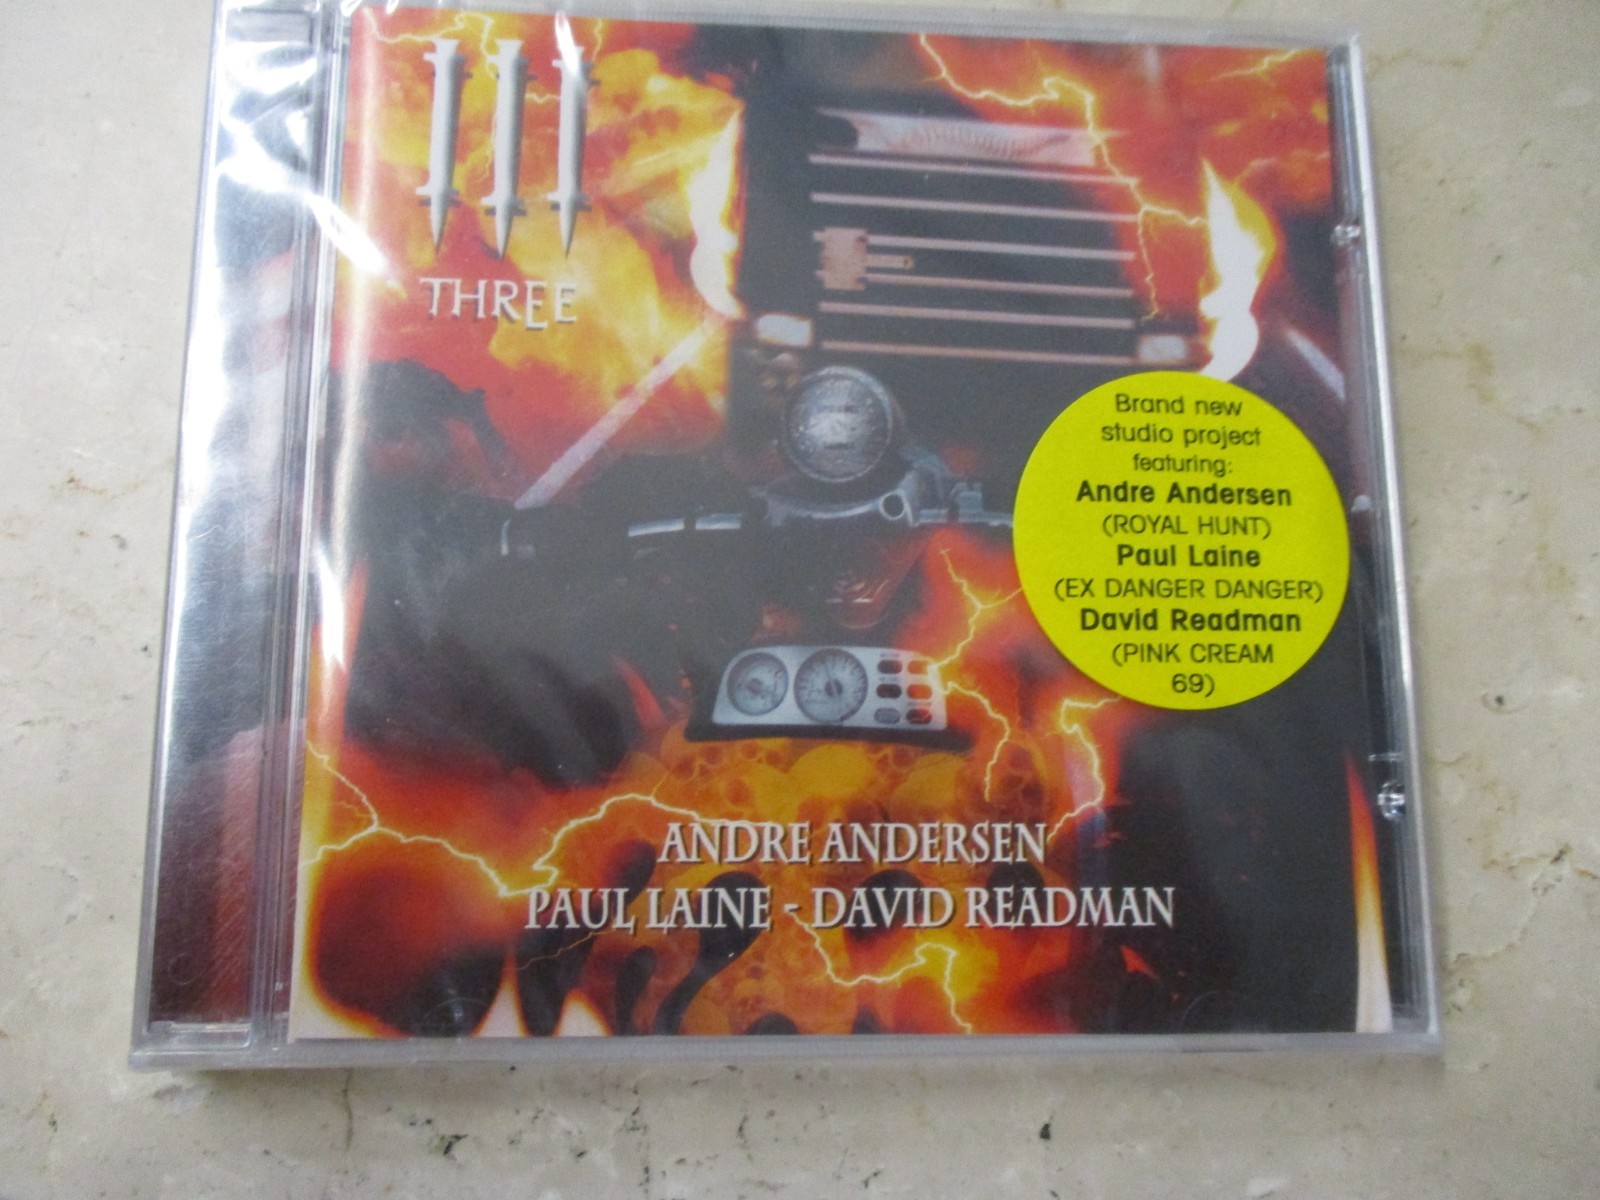 III
THREE
Brand new
studio project
featuring:
Andre Andersen
(ROYAL HUNT)
Paul Laine
(EX DANGER DANGER)
David Readman
(PINK CREAM
69)
ANDRE ANDERSEN
PAUL LAINE - DAVID READMAN